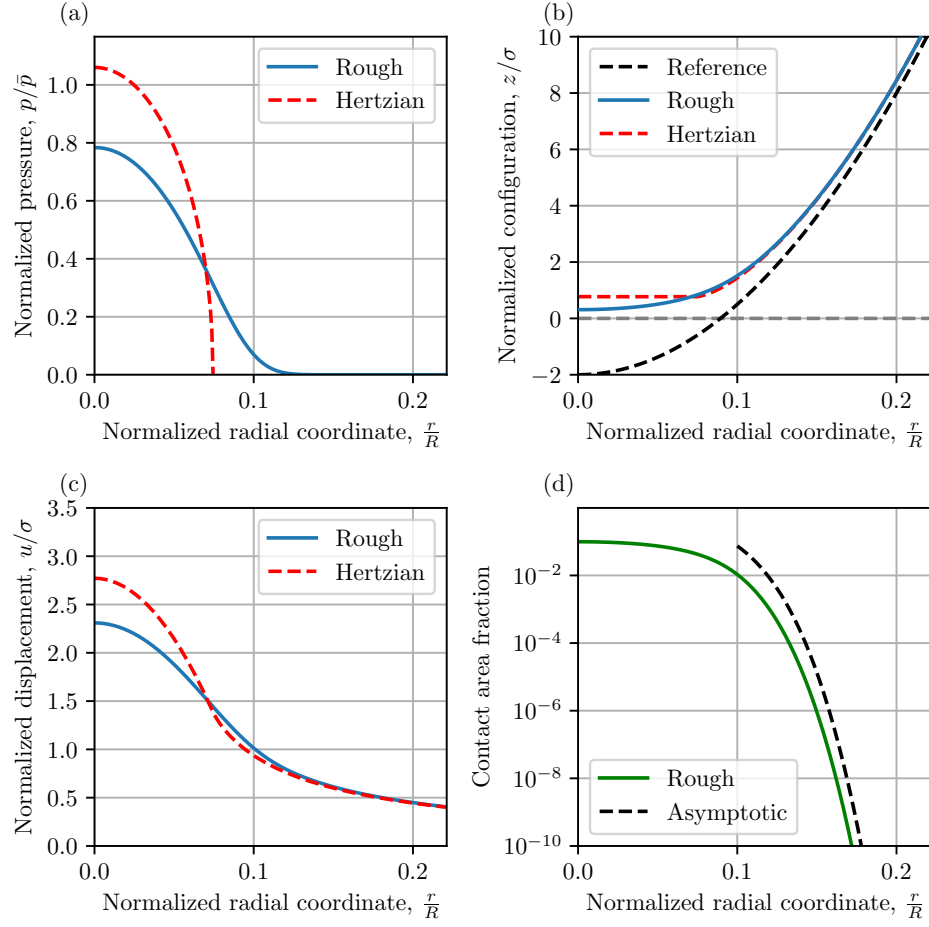 (a)
Normalized pressure, p/p̄
1.0
0.8
0.6
0.4
0.2
0.0
Rough
Hertzian
0.0 0.1 0.2
Normalized radial coordinate, r/R
(b)
Normalized configuration, z/σ
10
8
6
4
2
0
−2
Reference
Rough
Hertzian
0.0 0.1 0.2
Normalized radial coordinate, r/R
(c)
Normalized displacement, u/σ
3.5
3.0
2.5
2.0
1.5
1.0
0.5
0.0
Rough
Hertzian
0.0 0.1 0.2
Normalized radial coordinate, r/R
(d)
Contact area fraction
10⁻²
10⁻⁴
10⁻⁶
10⁻⁸
10⁻¹⁰
Rough
Asymptotic
0.0 0.1 0.2
Normalized radial coordinate, r/R